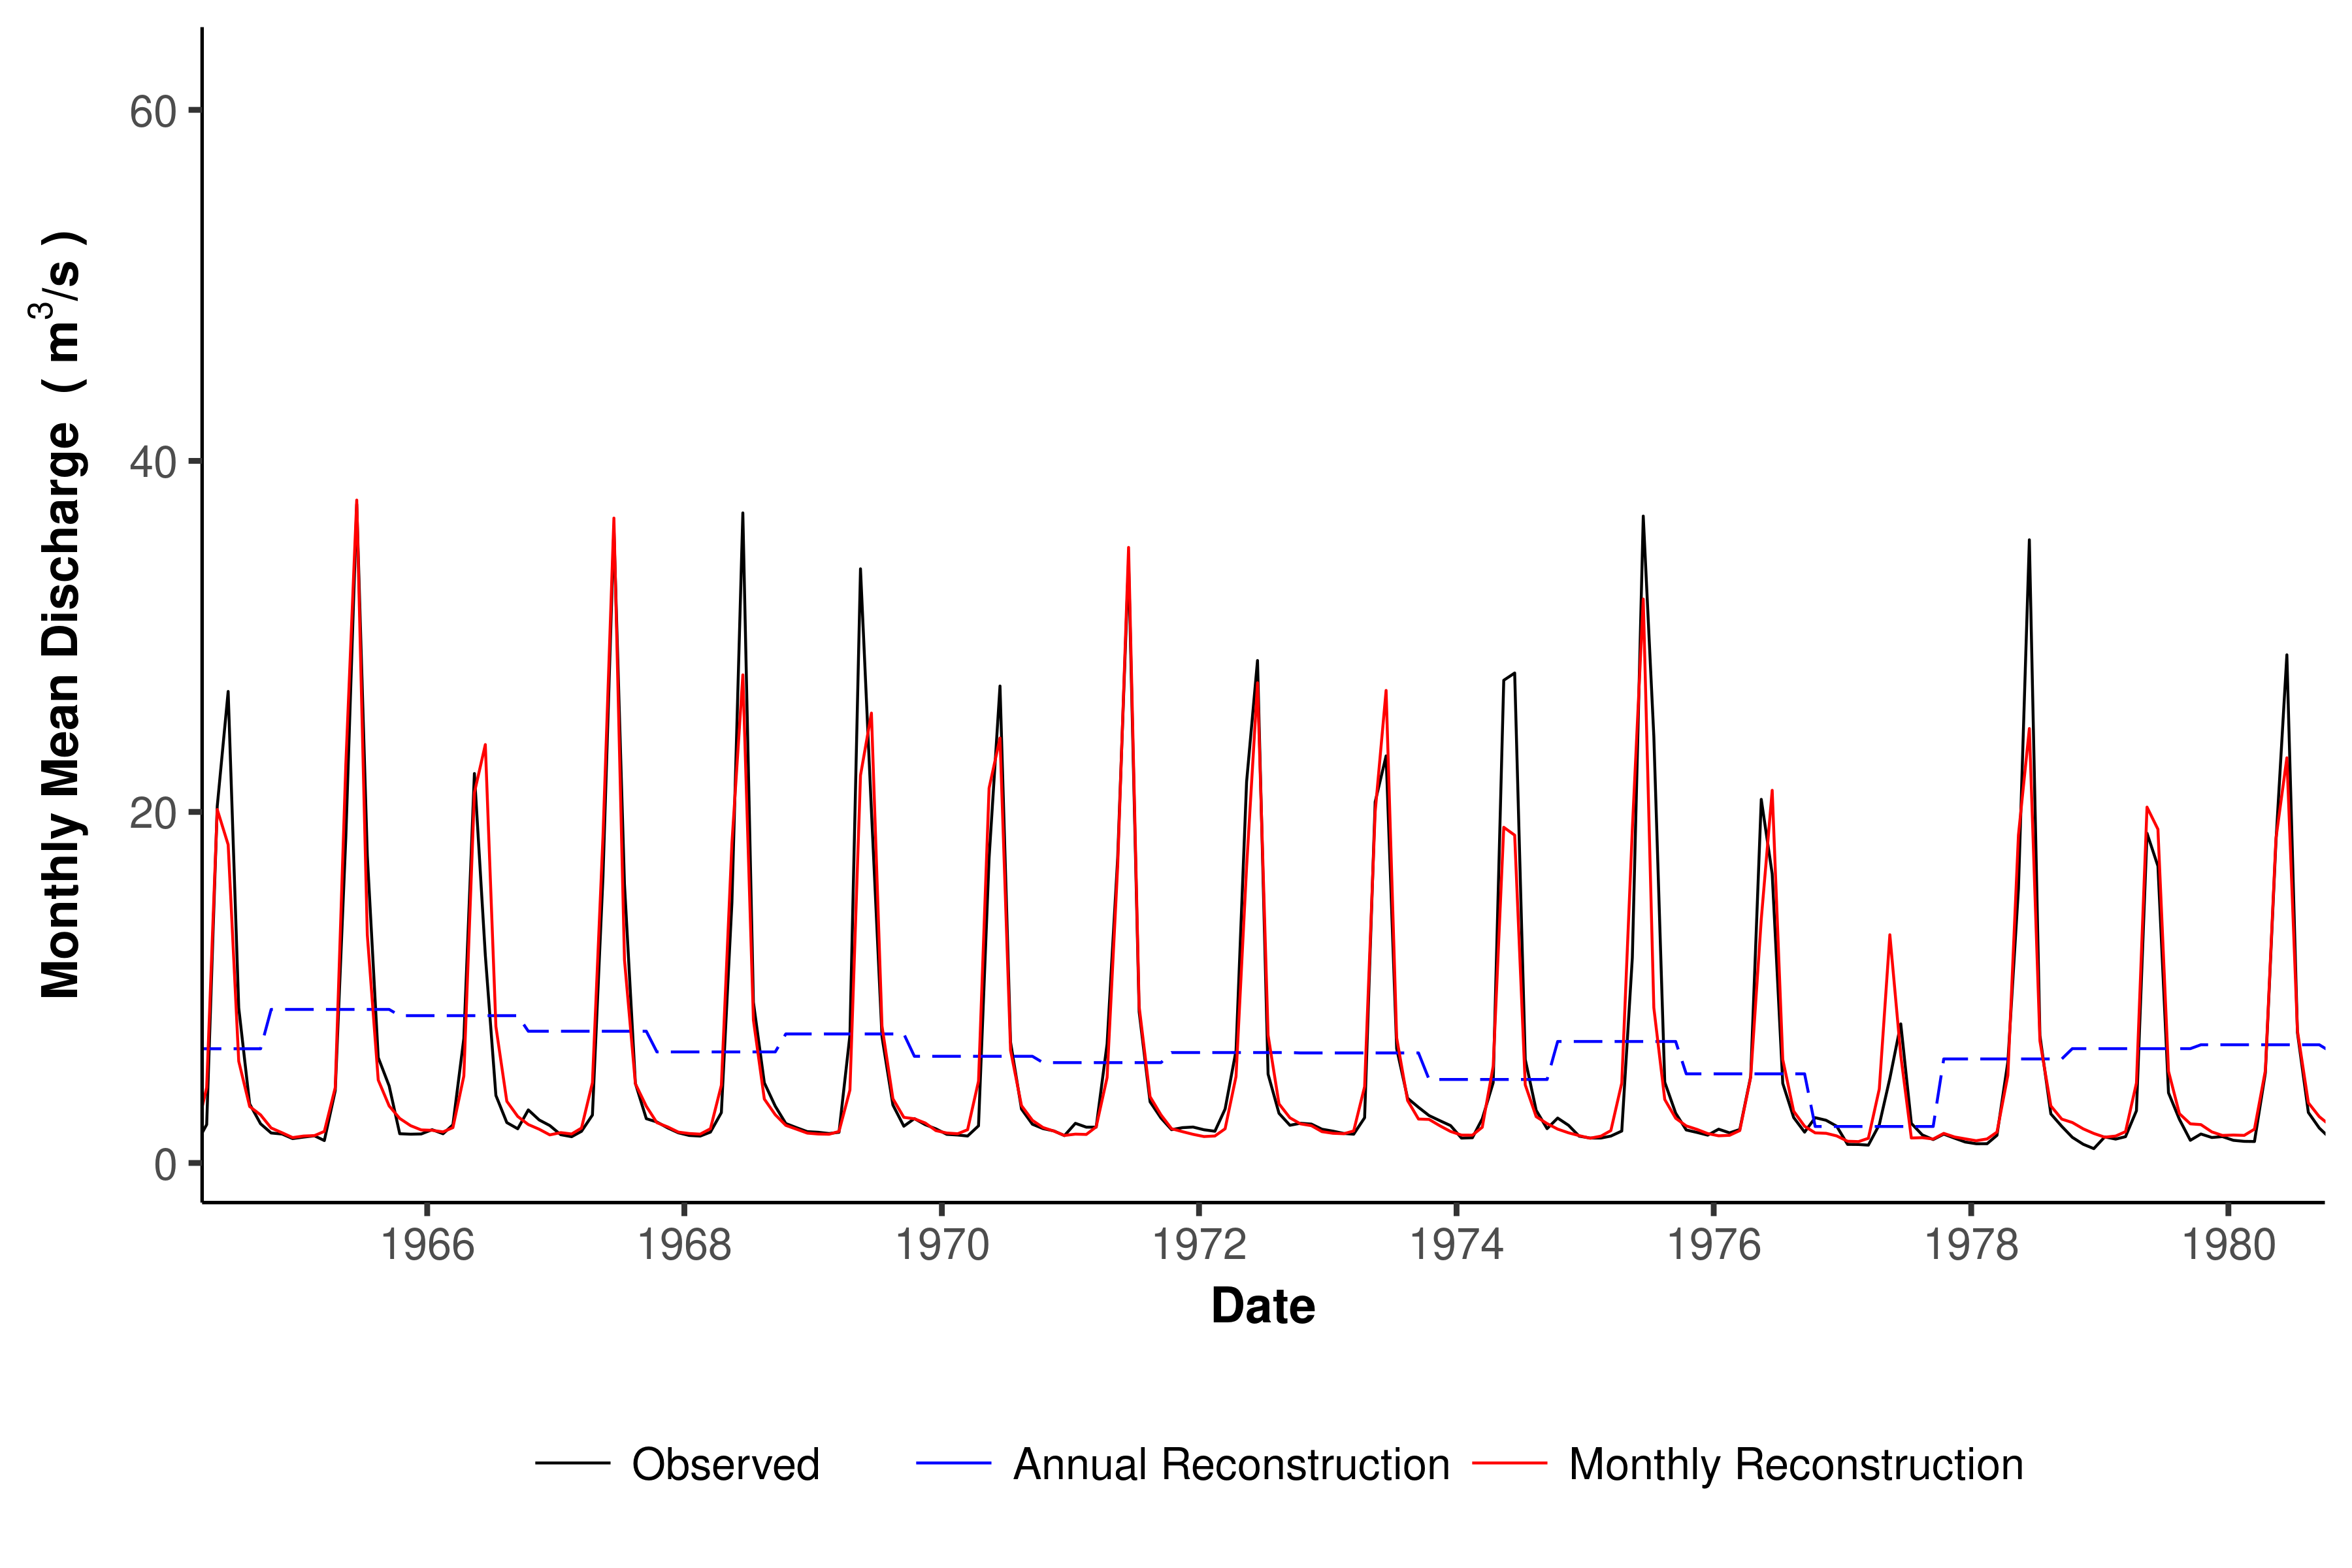 Monthly Mean Discharge ( m³/s )
60
40
20
0
1966 1968 1970 1972 1974 1976 1978 1980
Date
Observed Annual Reconstruction Monthly Reconstruction